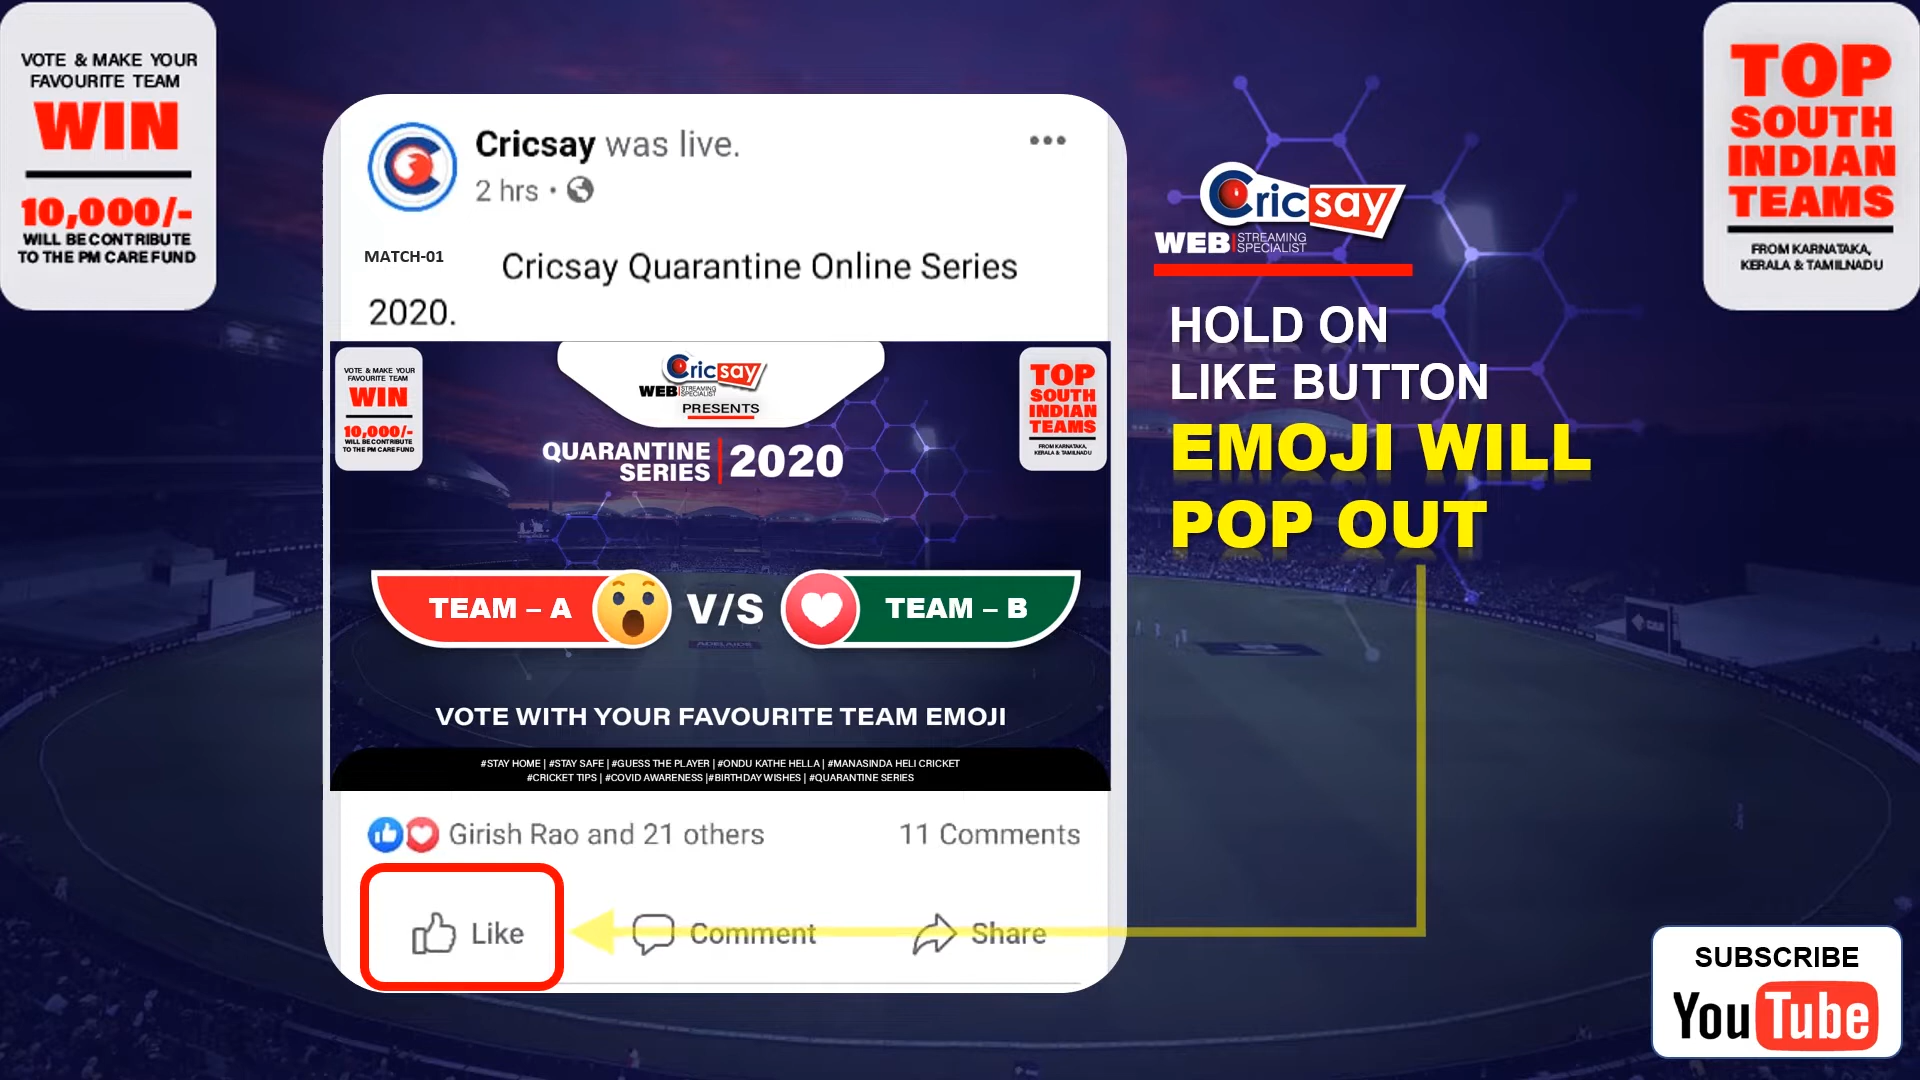 VOTE & MAKE YOUR
FAVOURITE TEAM
WIN
10,000/-
WILL BE CONTRIBUTE
TO THE PM CARE FUND
TOP
SOUTH
INDIAN
TEAMS
FROM KARNATAKA,
KERALA & TAMILNADU
Cricsay was live.
2 hrs
MATCH-01
Cricsay Quarantine Online Series
2020.
VOTE & MAKE YOUR
FAVOURITE TEAM
WIN
10,000/-
WILL BE CONTRIBUTE
TO THE PM CARE FUND
Cricsay
WEB STREAMING SPECIALIST
PRESENTS
QUARANTINE
SERIES
2020
TOP
SOUTH
INDIAN
TEAMS
FROM KARNATAKA,
KERALA & TAMILNADU
TEAM – A
V/S
TEAM – B
ADELAIDE
VOTE WITH YOUR FAVOURITE TEAM EMOJI
#STAY HOME | #STAY SAFE | #GUESS THE PLAYER | #ONDU KATHE HELLA | #MANASINDA HELI CRICKET
#CRICKET TIPS | #COVID AWARENESS |#BIRTHDAY WISHES | #QUARANTINE SERIES
Girish Rao and 21 others
11 Comments
Like
Comment
Share
Cricsay
WEB STREAMING SPECIALIST
HOLD ON
LIKE BUTTON
EMOJI WILL
POP OUT
SUBSCRIBE
YouTube